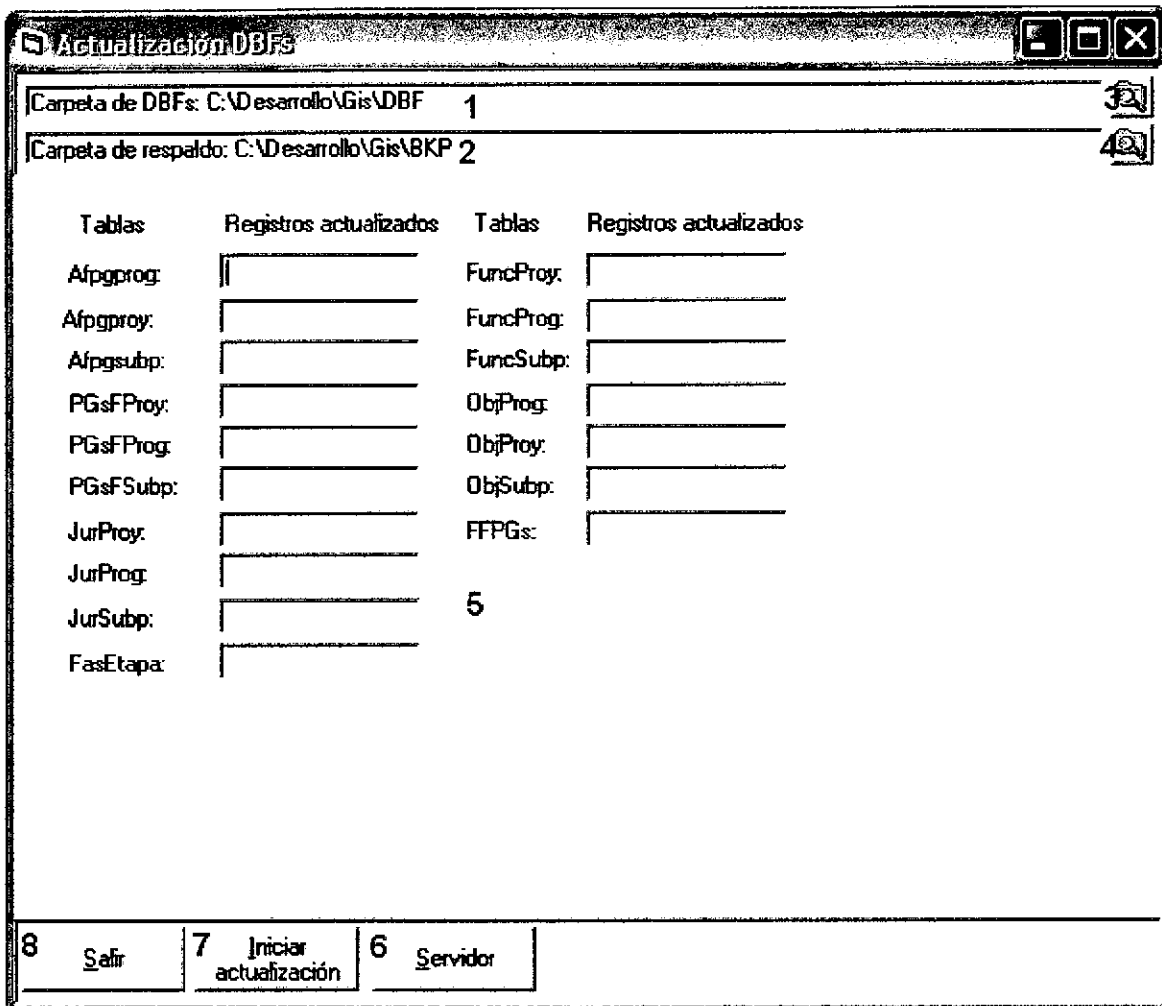 Actualización DBFs
Carpeta de DBFs: C:\Desarrollo\Gis\DBF 1 3
Carpeta de respaldo: C:\Desarrollo\Gis\BKP 2 4
Tablas Registros actualizados Tablas Registros actualizados
Afpgprog: FuncProy:
Afpgproy: FuncProg:
Afpgsubp: FuncSubp:
PGsFProy: ObjProg:
PGsFProg: ObjProy:
PGsFSubp: ObjSubp:
JurProy: FFPGs:
JurProg:
JurSubp: 5
FasEtapa:
8 Salir 7 Iniciar actualización 6 Servidor